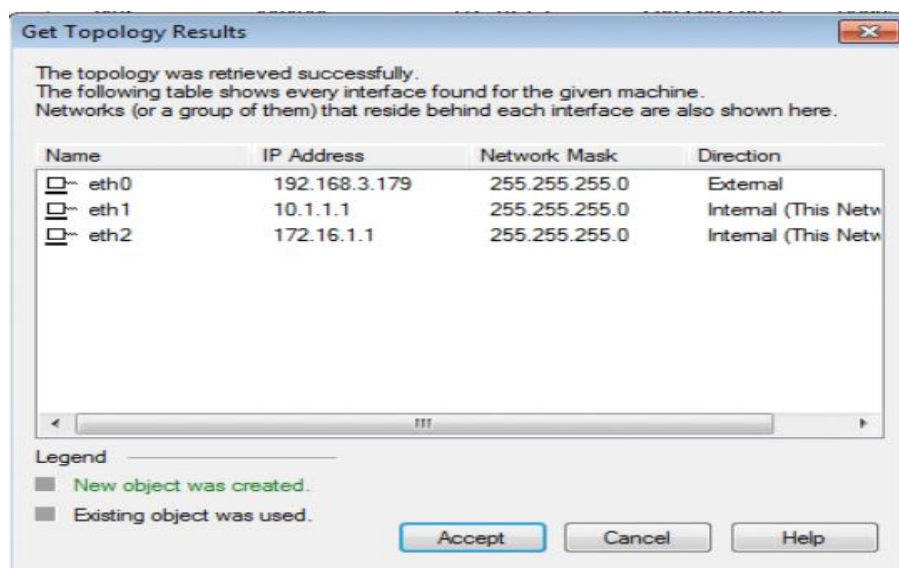 Get Topology Results
The topology was retrieved successfully.
The following table shows every interface found for the given machine.
Networks (or a group of them) that reside behind each interface are also shown here.
Name IP Address Network Mask Direction
eth0 192.168.3.179 255.255.255.0 External
eth1 10.1.1.1 255.255.255.0 Internal (This Netw
eth2 172.16.1.1 255.255.255.0 Internal (This Netw
Legend
New object was created.
Existing object was used.
Accept Cancel Help